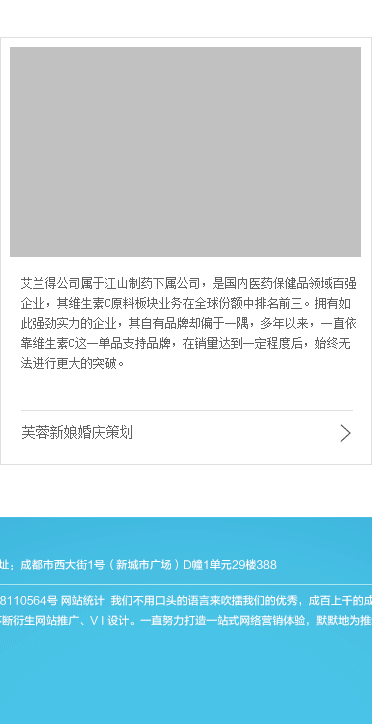 艾兰得公司属于江山制药下属公司，是国内医药保健品领域百强
企业，其维生素C原料板块业务在全球份额中排名前三。拥有如
此强劲实力的企业，其自有品牌却偏于一隅，多年以来，一直依
靠维生素C这一单品支持品牌，在销量达到一定程度后，始终无
法进行更大的突破。
芙蓉新娘婚庆策划
址：成都市西大街1号（新城市广场）D幢1单元29楼388
8110564号 网站统计 我们不用口头的语言来吹擂我们的优秀，成百上千的成
断衍生网站推广、V I 设计。一直努力打造一站式网络营销体验，默默地为推